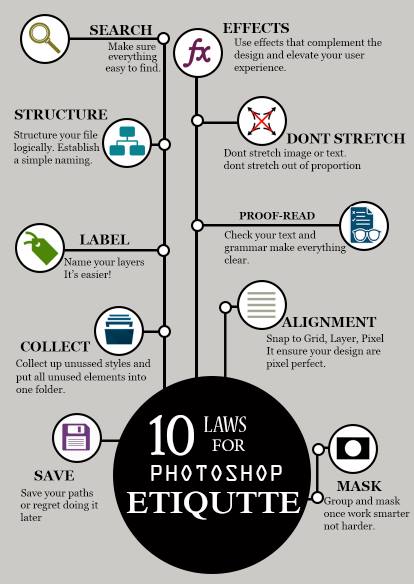 SEARCH
Make sure
everything
easy to find.
EFFECTS
Use effects that complement the
design and elevate your user
experience.
STRUCTURE
Structure your file
logically. Establish
a simple naming.
DONT STRETCH
Dont stretch image or text.
dont stretch out of proportion
PROOF-READ
Check your text and
grammar make everything
clear.
LABEL
Name your layers
It's easier!
ALIGNMENT
Snap to Grid, Layer, Pixel
It ensure your design are
pixel perfect.
COLLECT
Collect up unussed styles and
put all unused elements into
one folder.
10 LAWS
FOR
PHOTOSHOP
ETIQUTTE
SAVE
Save your paths
or regret doing it
later
MASK
Group and mask
once work smarter
not harder.
fx